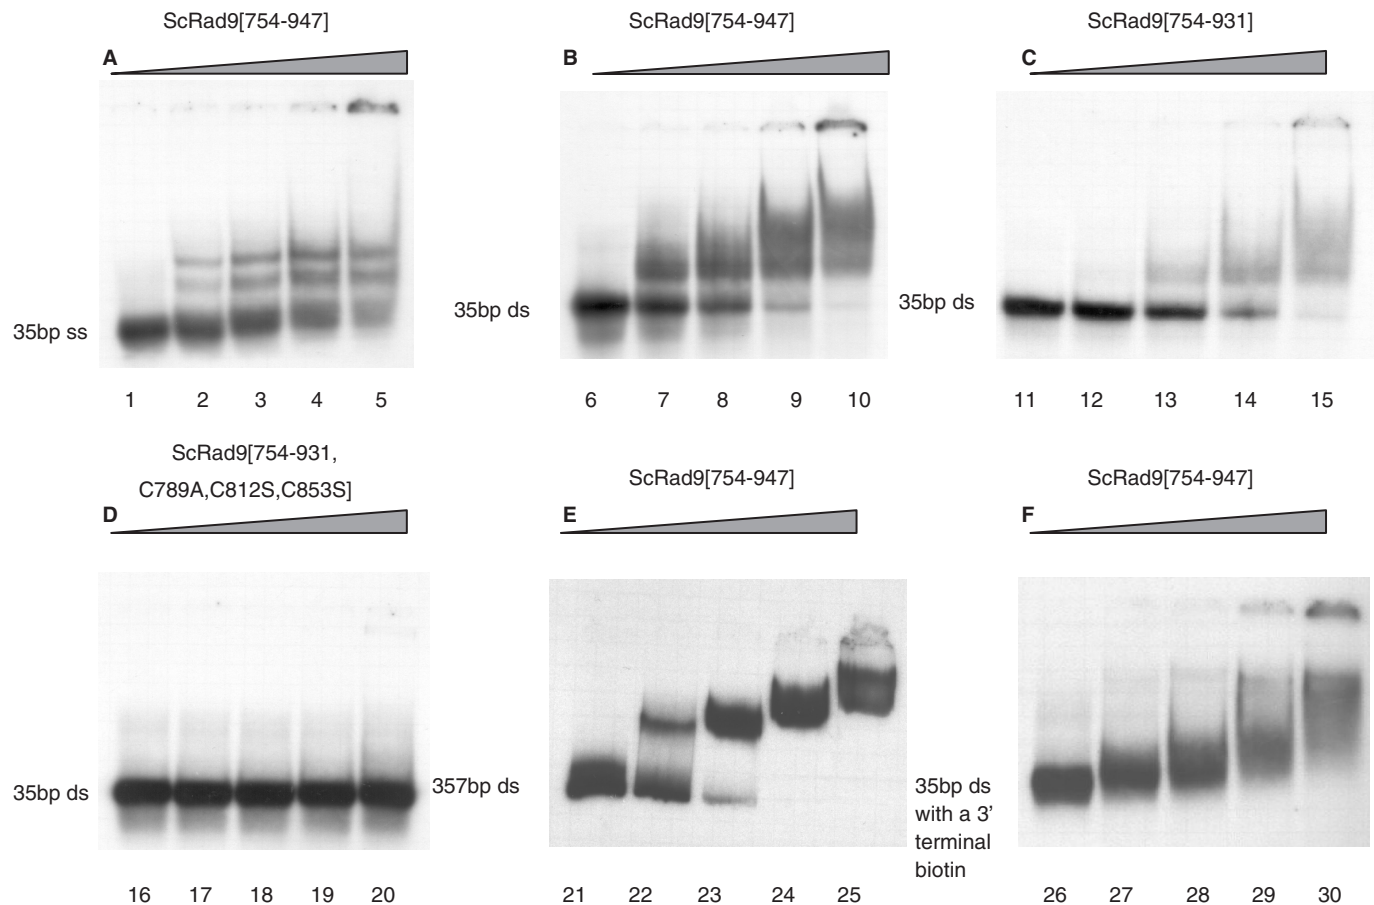 ScRad9[754-947]
ScRad9[754-947]
ScRad9[754-931]
A
B
C
35bp ss
35bp ds
35bp ds
1 2 3 4 5
6 7 8 9 10
11 12 13 14 15
ScRad9[754-931,
C789A,C812S,C853S]
ScRad9[754-947]
ScRad9[754-947]
D
E
F
35bp ds
357bp ds
35bp ds
with a 3’
terminal
biotin
16 17 18 19 20
21 22 23 24 25
26 27 28 29 30